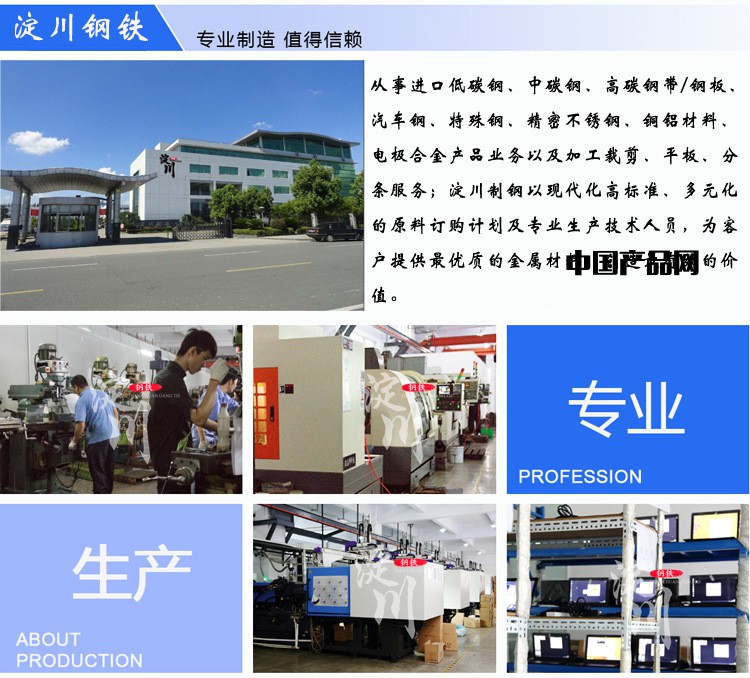 淀川钢铁
专业制造 值得信赖
从事进口低碳钢、中碳钢、高碳钢带/钢板、
汽车钢、特殊钢、精密不锈钢、铜铝材料、
电极合金产品业务以及加工裁剪、平板、分
条服务；淀川制钢以现代化高标准、多元化
的原料订购计划及专业生产技术人员，为客
户提供最优质的金属材
的价
中国产品网
值。
淀川
钢铁
淀川
钢铁
淀川
专业
PROFESSION
生产
ABOUT
PRODUCTION
钢铁
淀川
钢铁
淀川